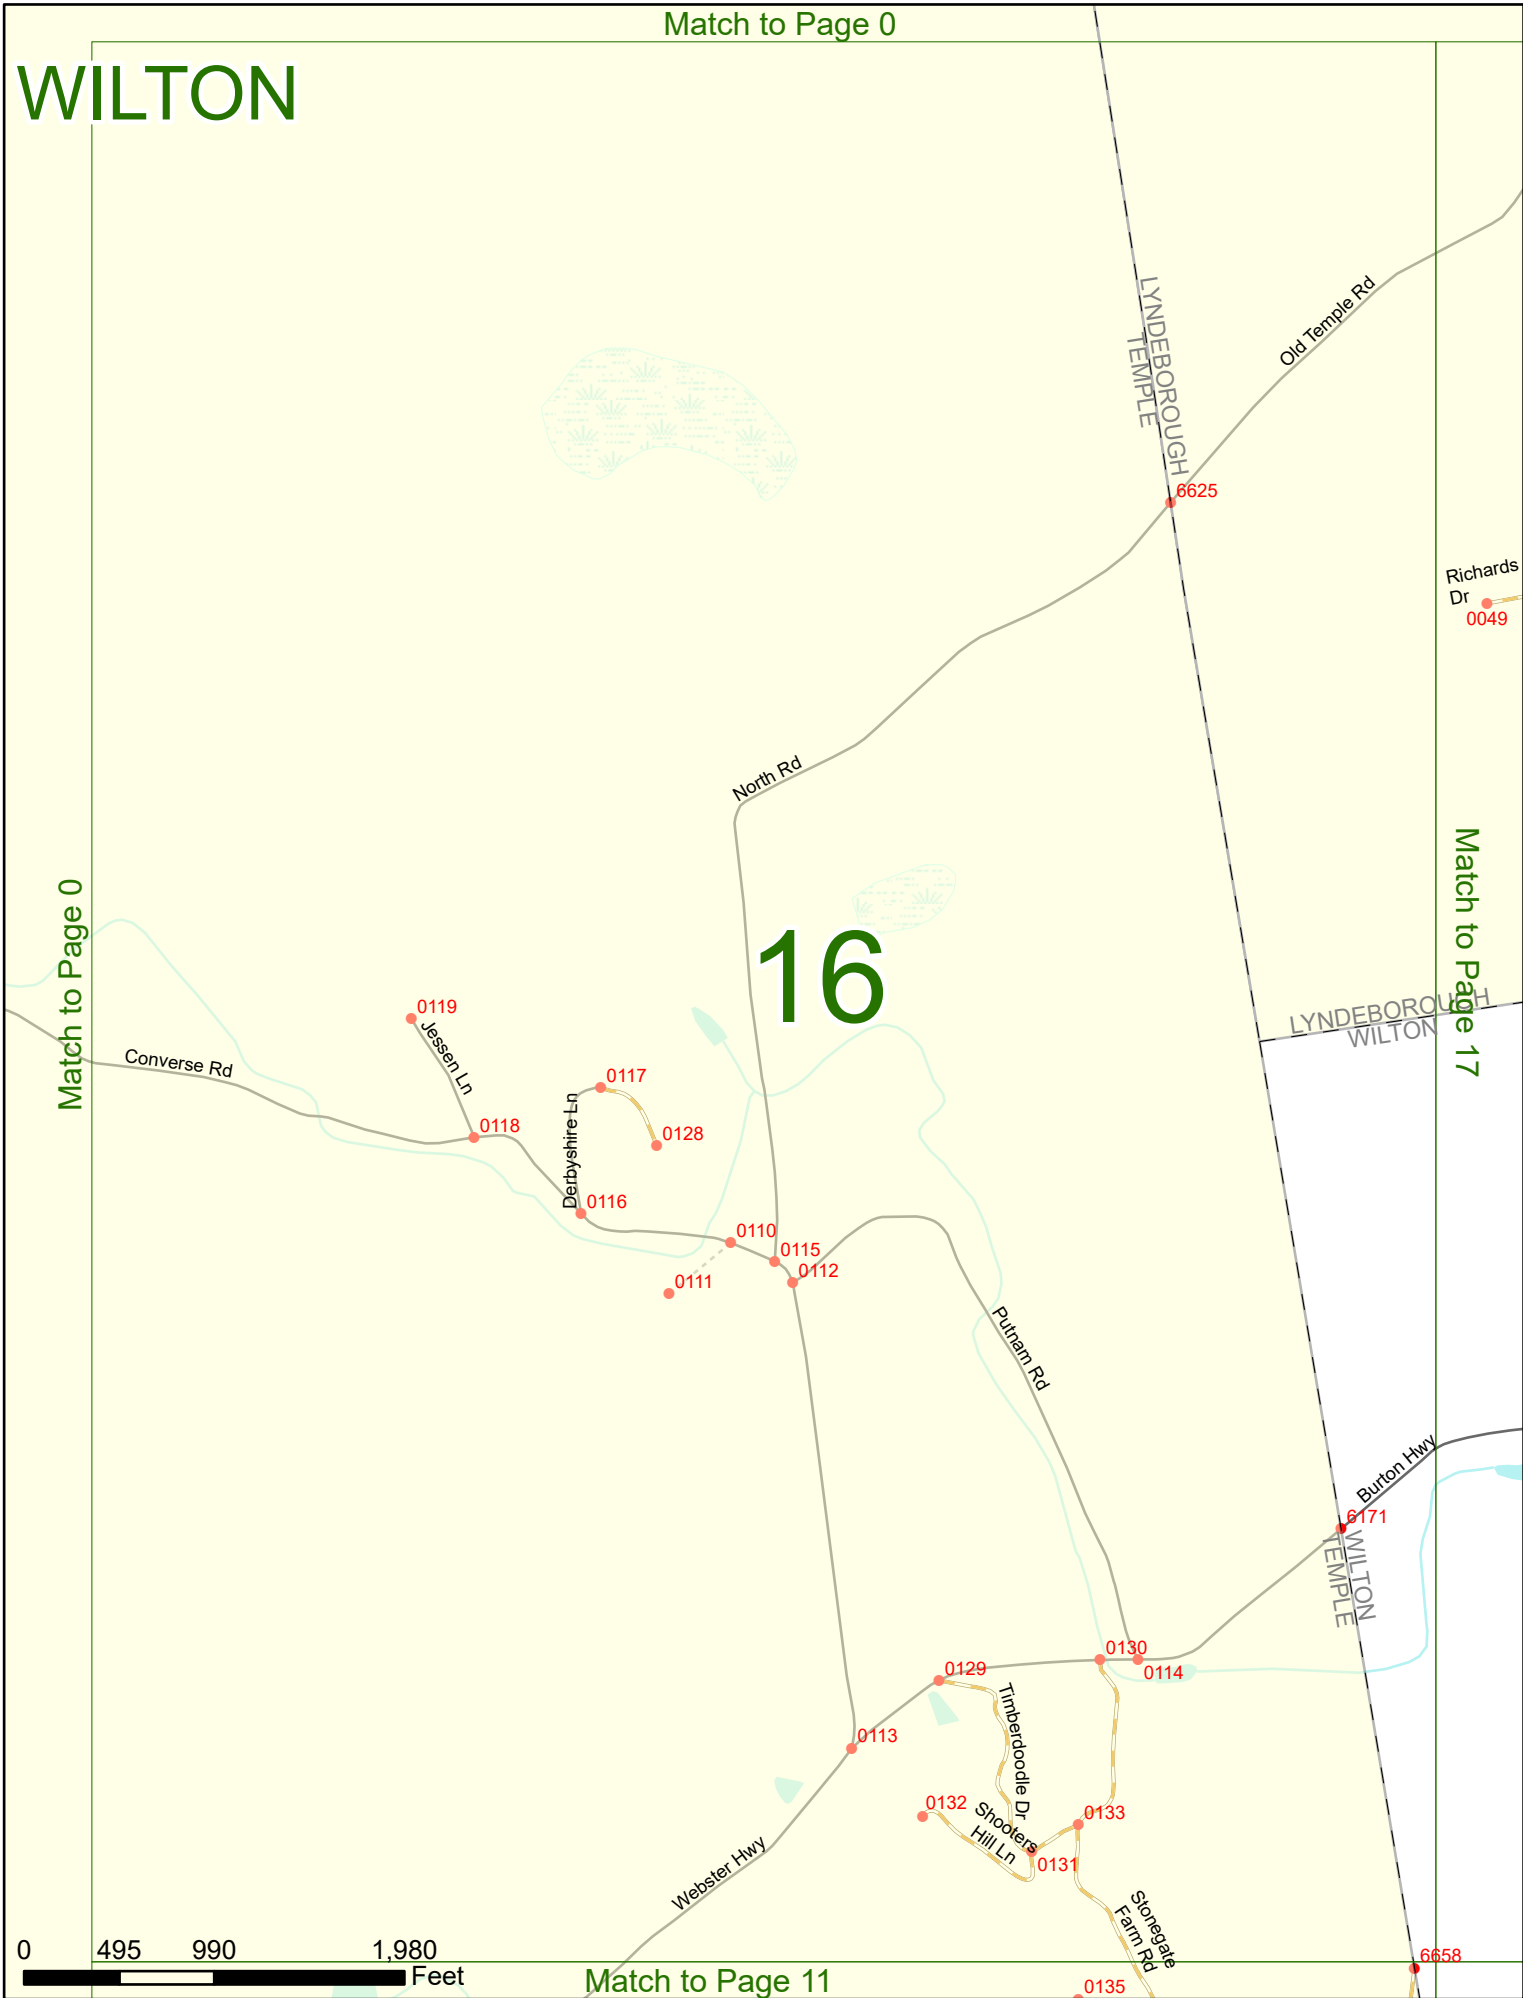 Match to Page 0
WILTON
LYNDEBOROUGH
TEMPLE
Old Temple Rd
6625
Richards
Dr
0049
North Rd
Match to Page 0
Match to Page 17
16
LYNDEBOROUGH
WILTON
0119
Jessen Ln
Converse Rd
0117
0118
0128
Derbyshire Ln
0116
0110
0115
0112
0111
Putnam Rd
Burton Hwy
6171
WILTON
TEMPLE
0130
0114
0129
Timberdoodle Dr
0113
0132
Shooters
Hill Ln
0133
0131
Webster Hwy
Stonegate
Farm Rd
6658
0 495 990 1,980
Feet
Match to Page 11
0135